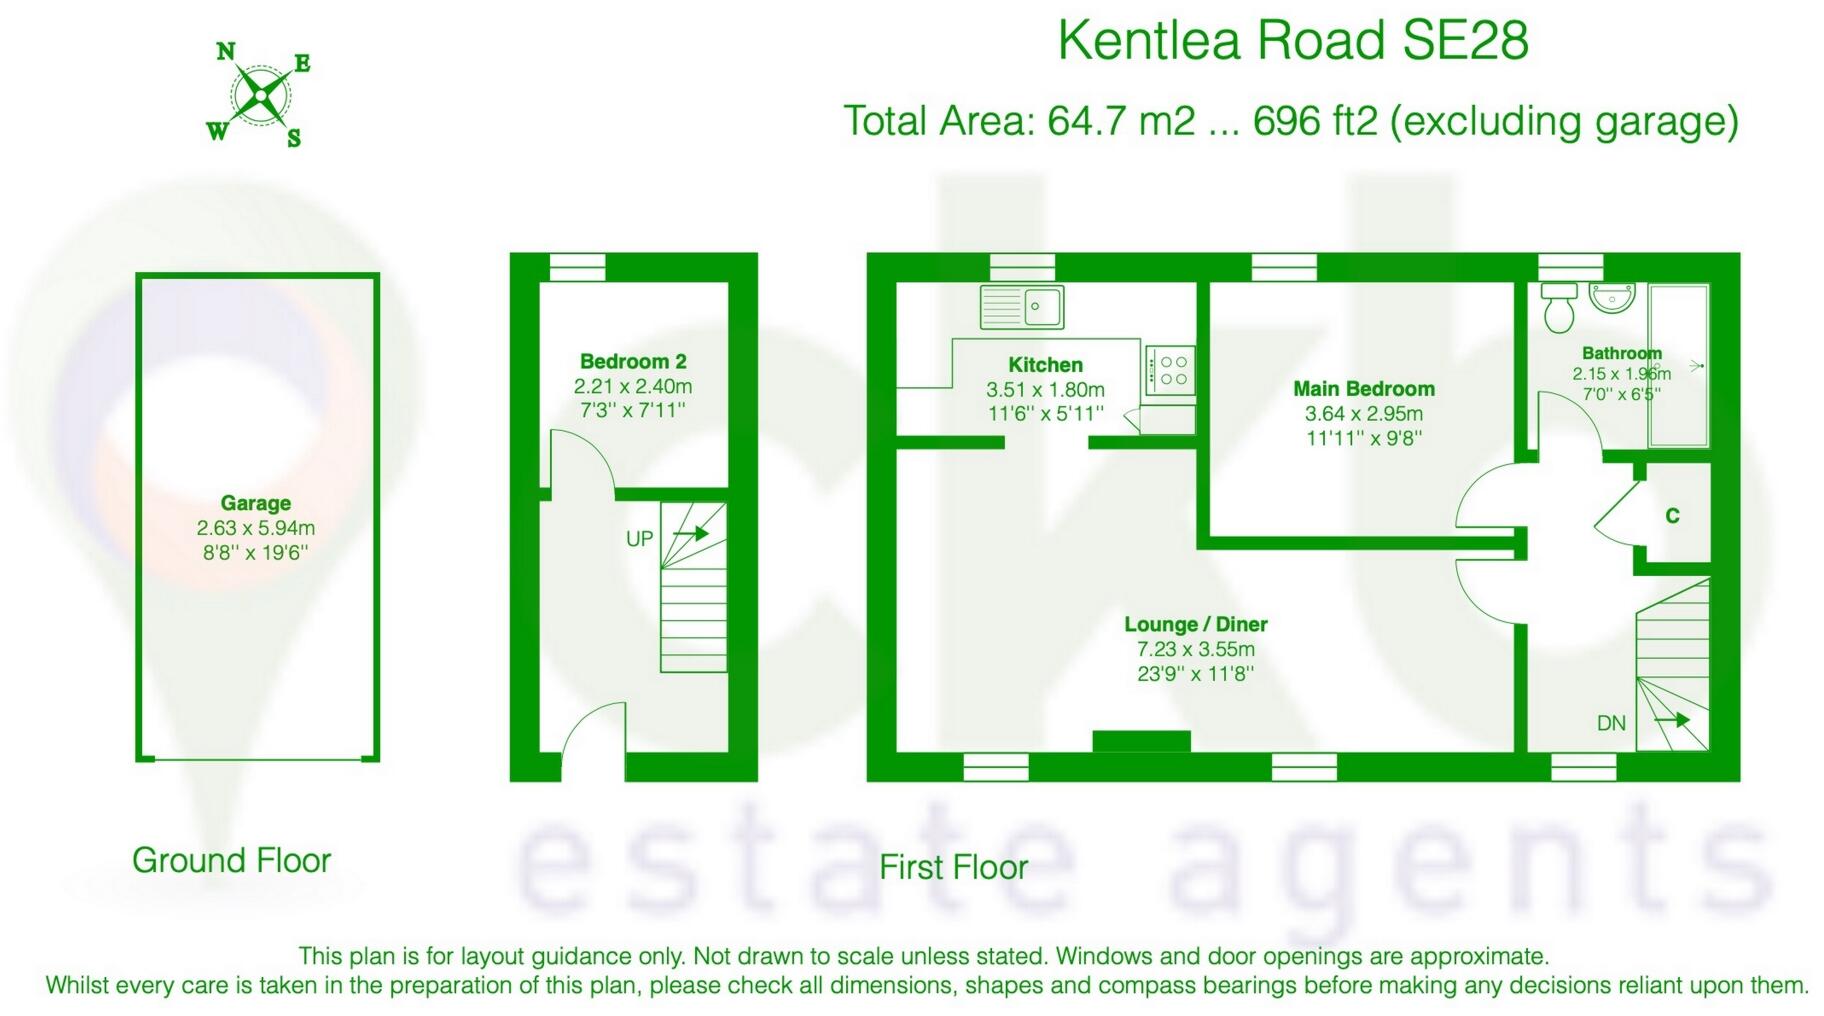 Kentlea Road SE28
Total Area: 64.7 m2 ... 696 ft2 (excluding garage)
N
E
W
S
Garage
2.63 x 5.94m
8'8'' x 19'6''
Bedroom 2
2.21 x 2.40m
7'3'' x 7'11''
UP
Kitchen
3.51 x 1.80m
11'6'' x 5'11''
Main Bedroom
3.64 x 2.95m
11'11'' x 9'8''
Bathroom
2.15 x 1.96m
7'0'' x 6'5''
C
Lounge / Diner
7.23 x 3.55m
23'9'' x 11'8''
DN
ckb
estate agents
Ground Floor
First Floor
This plan is for layout guidance only. Not drawn to scale unless stated. Windows and door openings are approximate.
Whilst every care is taken in the preparation of this plan, please check all dimensions, shapes and compass bearings before making any decisions reliant upon them.